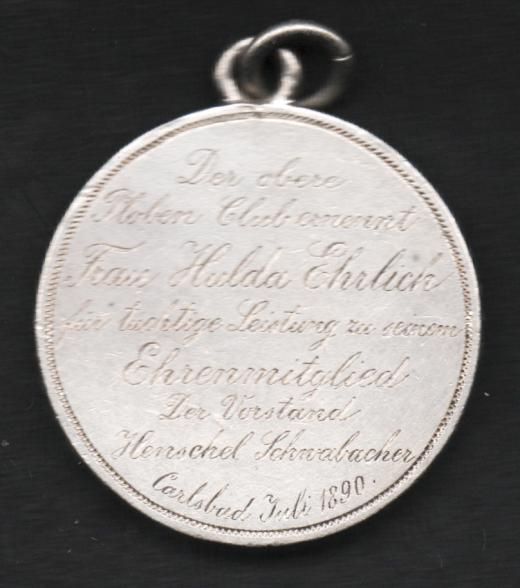 Der obere
Kloben Club ernennt
Frau Hulda Ehrlich
für tüchtige Leistung zu seinem
Ehrenmitglied
Der Vorstand
Henschel Schwabacher
Carlsbad Juli 1890.